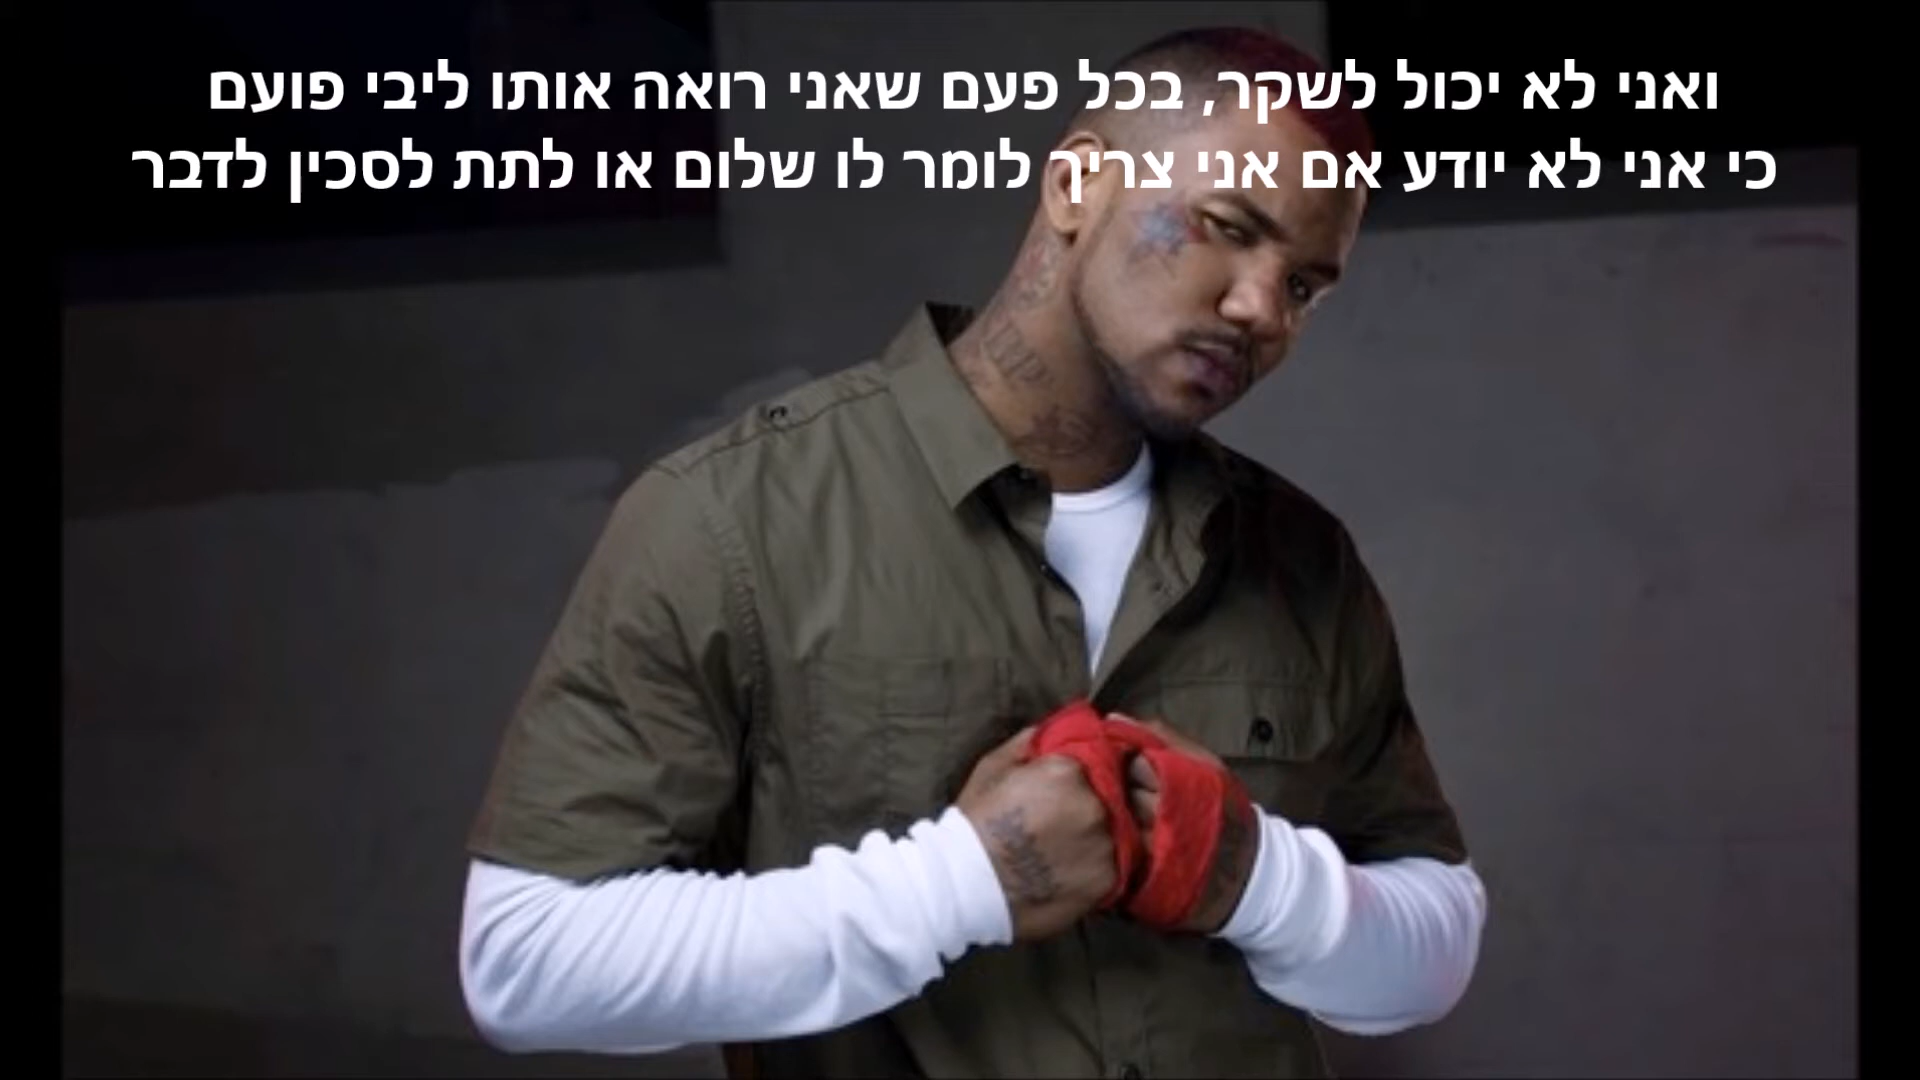 ואני לא יכול לשקר, בכל פעם שאני רואה אותו ליבי פועם
כי אני לא יודע אם אני צריך לומר לו שלום או לתת לסכין לדבר